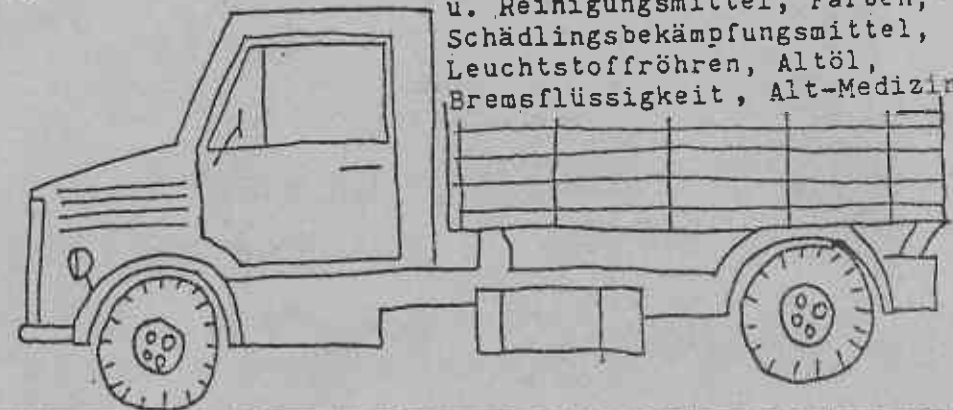 u. Reinigungsmittel, Farben,
Schädlingsbekämpfungsmittel,
Leuchtstoffröhren, Altöl,
Bremsflüssigkeit, Alt-Medizin